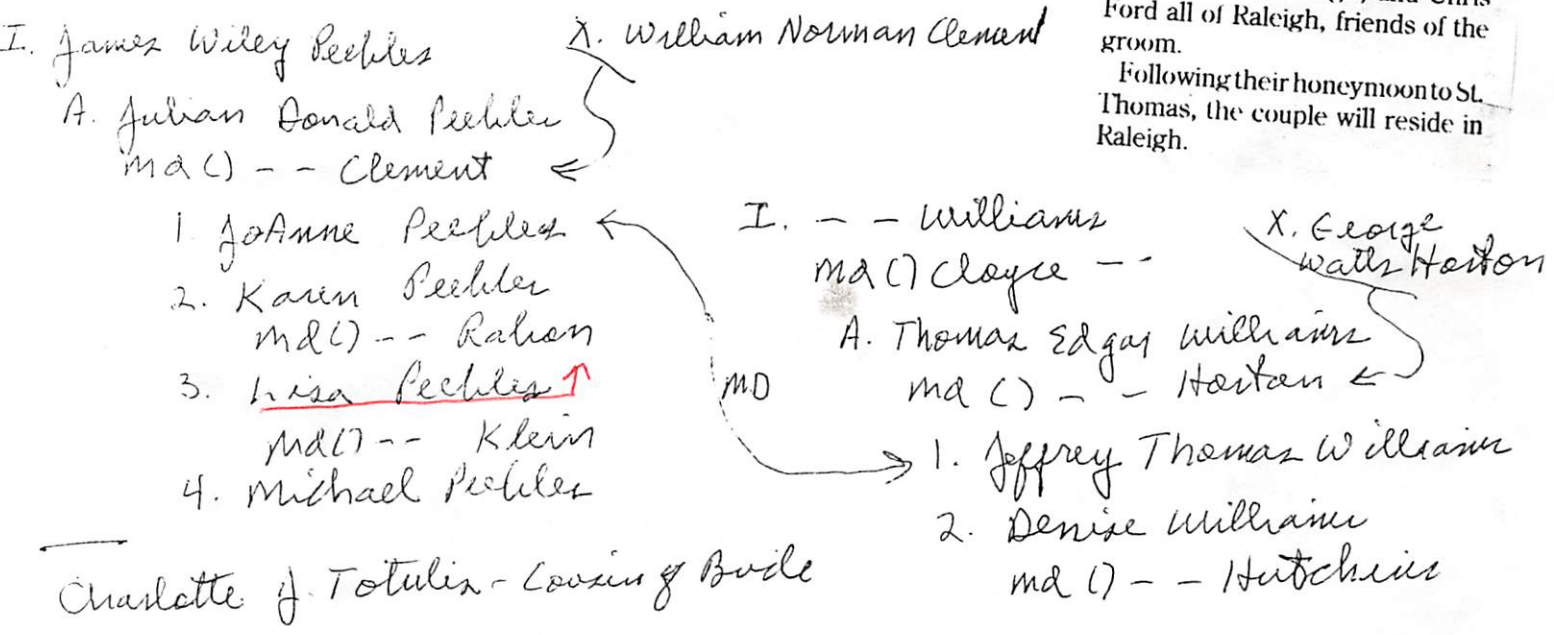 I. James Wiley Peebles
A. Julian Donald Peebles
md () - - Clement
1. JoAnne Peebles
2. Karen Peebles
md () - - Rahon
3. Lisa Peebles
md () - - Klein
4. Michael Peebles
Charlotte J. Totulis - Cousin of Bride
X. William Norman Clement
MD
I. - - Williams
md () Clayce - -
A. Thomas Edgar Williams
md () - - Horton
1. Jeffrey Thomas Williams
2. Denise Williams
md () - - Hutchins
X. George
Watts Horton
Ford all of Raleigh, friends of the
groom.
Following their honeymoon to St.
Thomas, the couple will reside in
Raleigh.